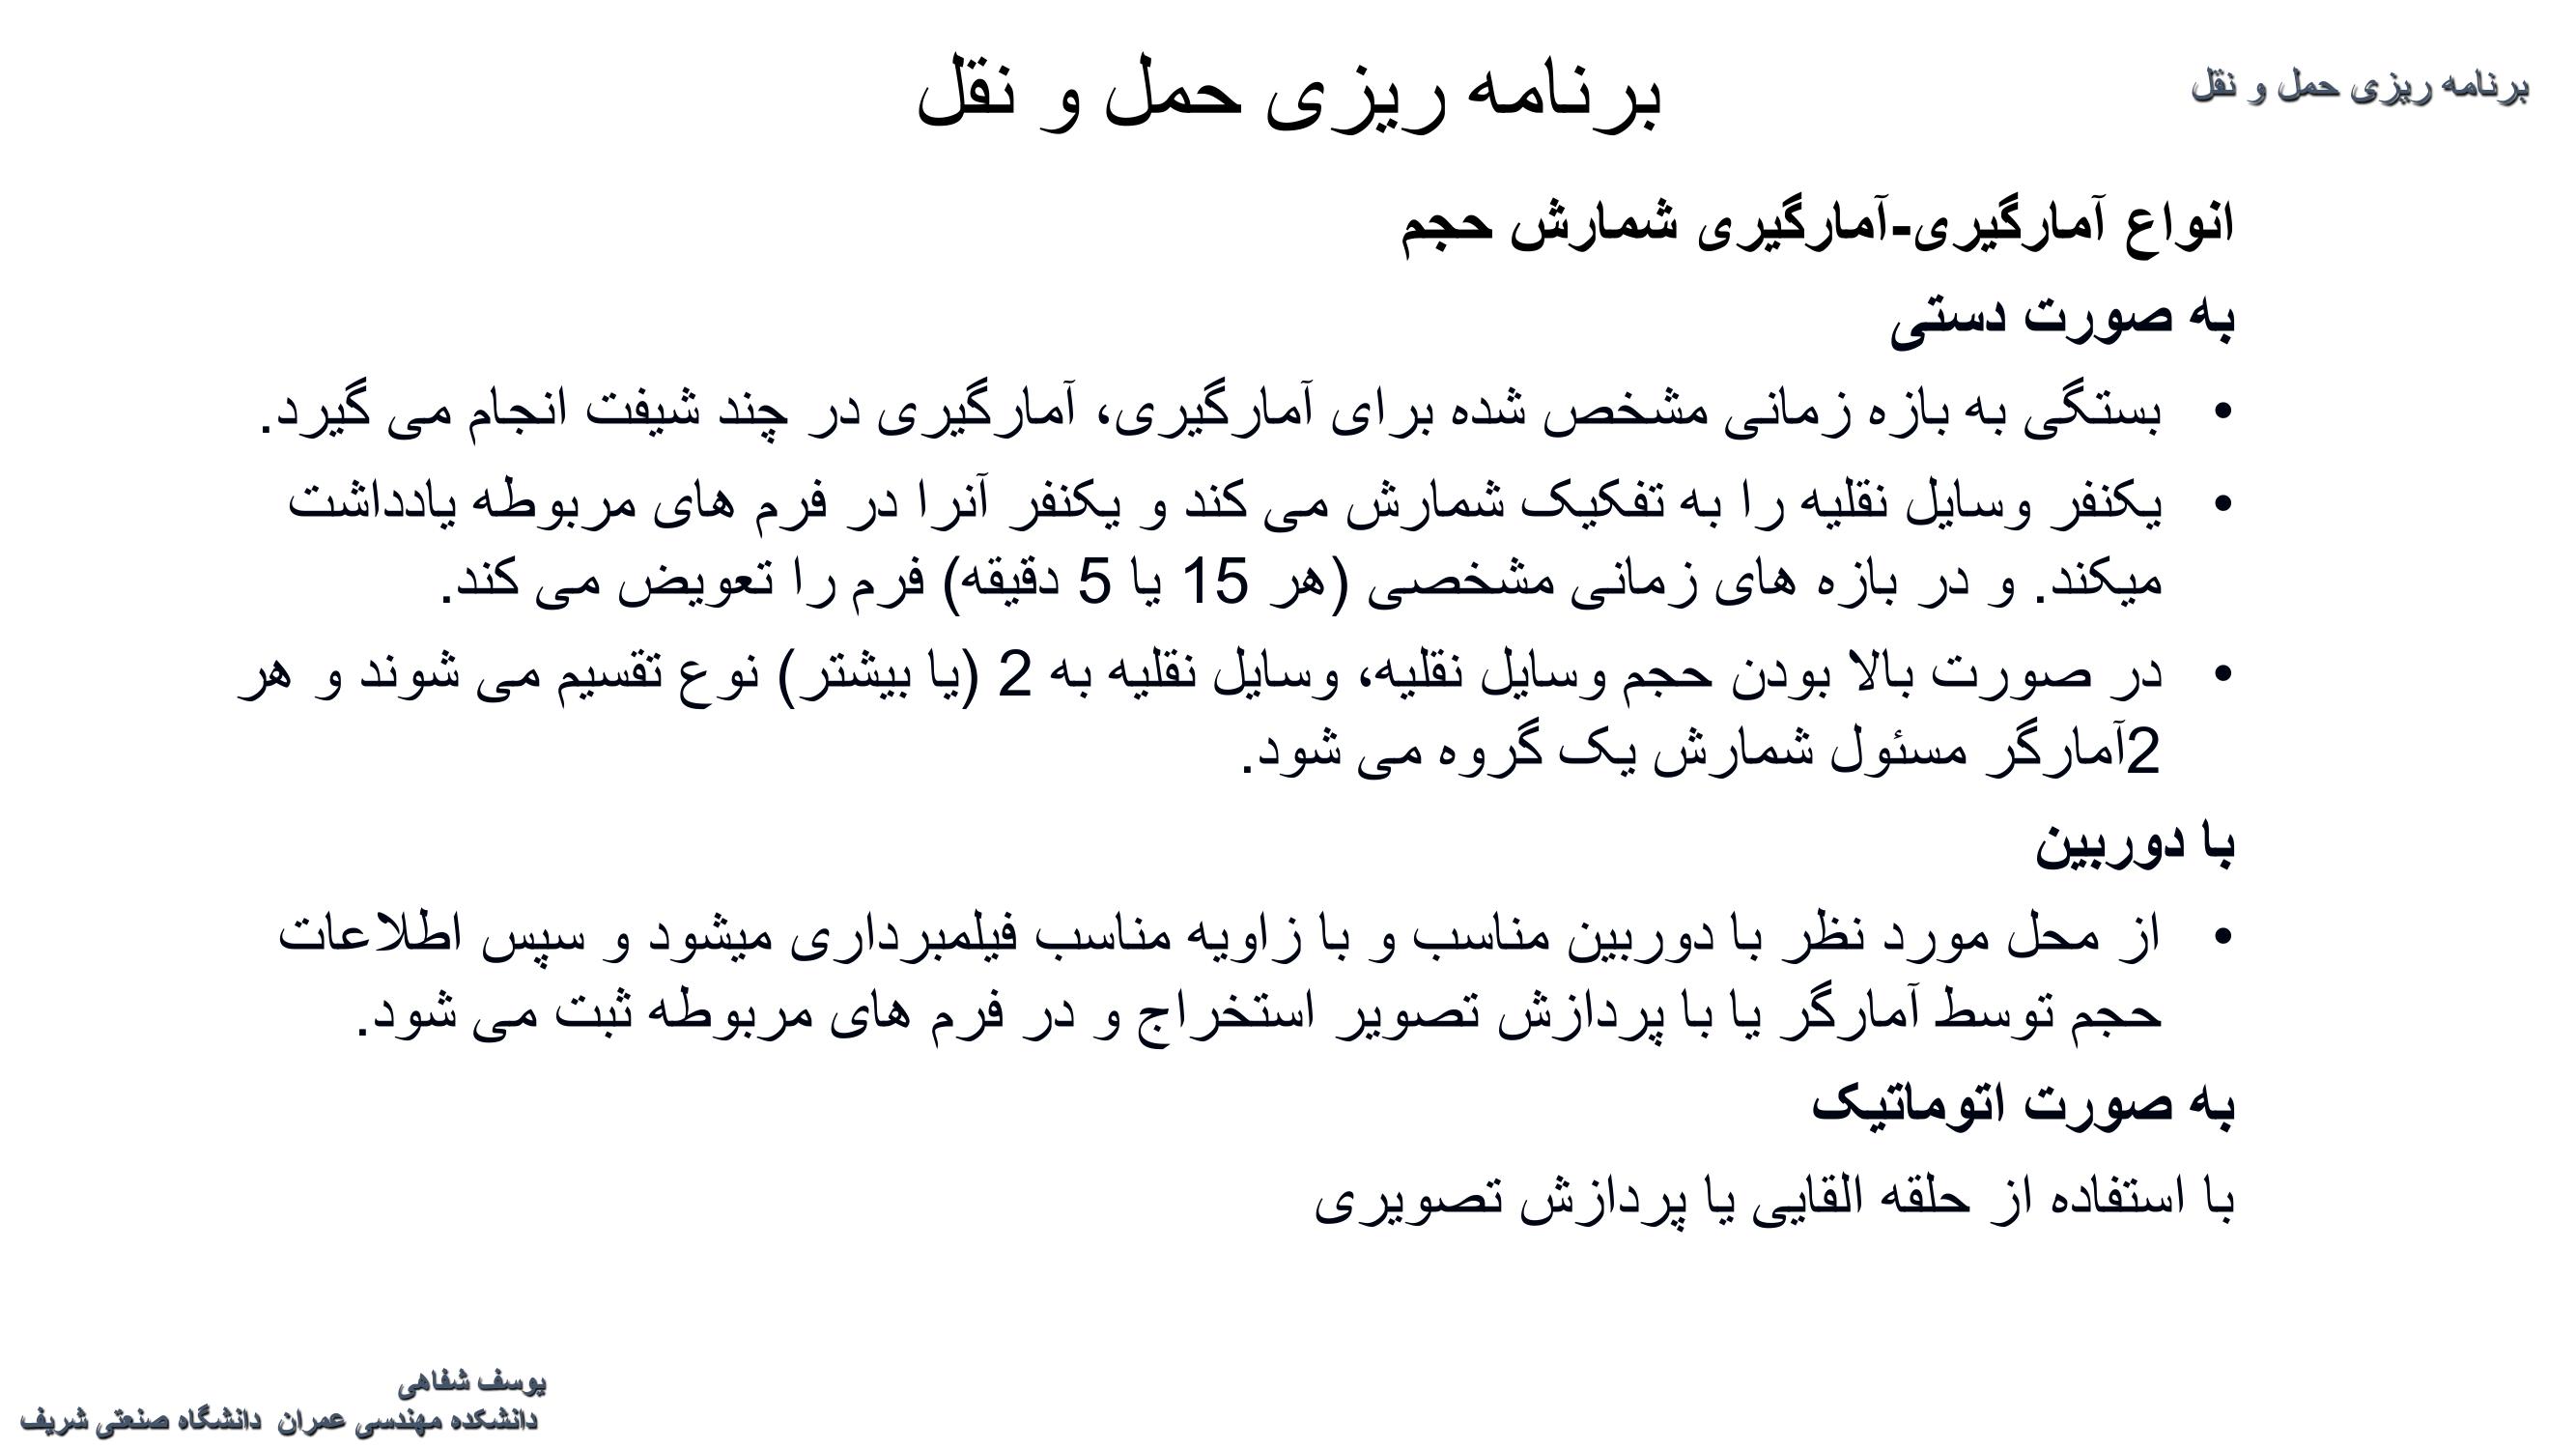 برنامه ریزی حمل و نقل
برنامه ریزی حمل و نقل
انواع آمارگیری-آمارگیری شمارش حجم
به صورت دستی
• بستگی به بازه زمانی مشخص شده برای آمارگیری، آمارگیری در چند شیفت انجام می گیرد.
• یکنفر وسایل نقلیه را به تفکیک شمارش می کند و یکنفر آنرا در فرم های مربوطه یادداشت
میکند. و در بازه های زمانی مشخصی (هر 15 یا 5 دقیقه) فرم را تعویض می کند.
• در صورت بالا بودن حجم وسایل نقلیه، وسایل نقلیه به 2 (یا بیشتر) نوع تقسیم می شوند و هر
2آمارگر مسئول شمارش یک گروه می شود.
با دوربین
• از محل مورد نظر با دوربین مناسب و با زاویه مناسب فیلمبرداری میشود و سپس اطلاعات
حجم توسط آمارگر یا با پردازش تصویر استخراج و در فرم های مربوطه ثبت می شود.
به صورت اتوماتیک
با استفاده از حلقه القایی یا پردازش تصویری
یوسف شفاهی
دانشکده مهندسی عمران دانشگاه صنعتی شریف